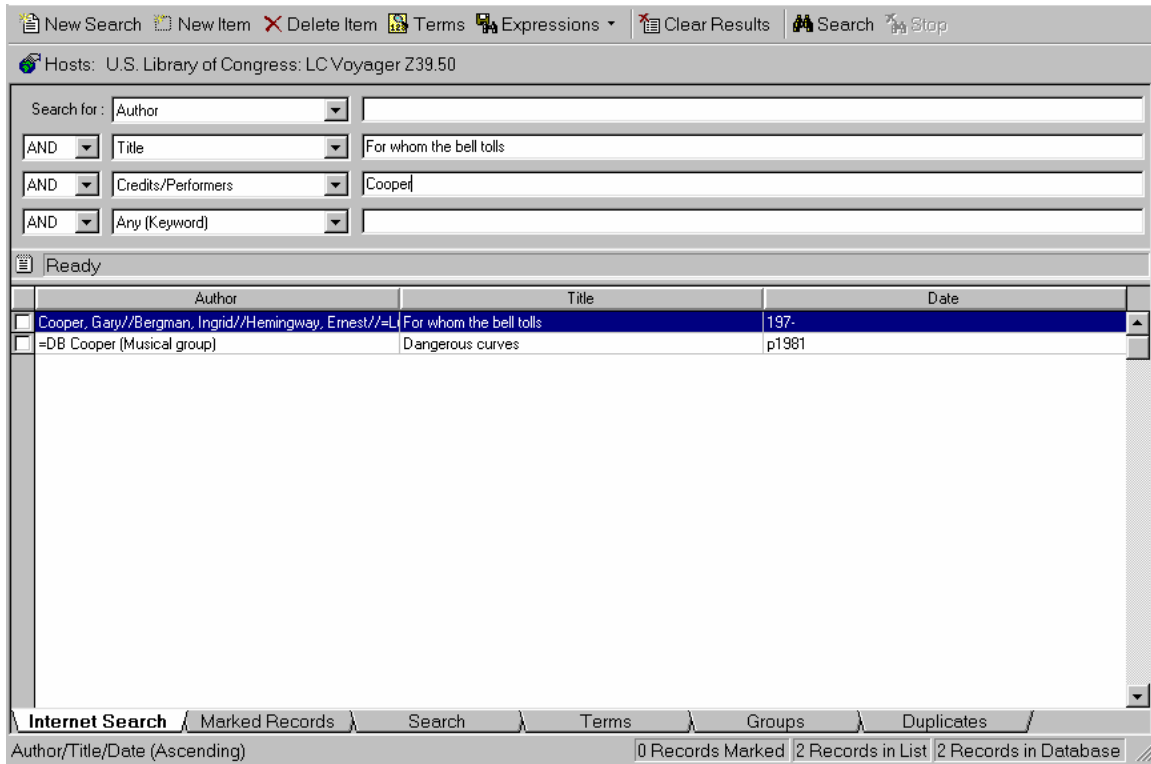 New Search New Item Delete Item Terms Expressions Clear Results Search Stop
Hosts: U.S. Library of Congress: LC Voyager Z39.50
Search for: Author
AND Title For whom the bell tolls
AND Credits/Performers Cooper
AND Any (Keyword)
Ready
Author Title Date
Cooper, Gary//Bergman, Ingrid//Hemingway, Ernest//=L For whom the bell tolls 197-
=DB Cooper (Musical group) Dangerous curves p1981
Internet Search Marked Records Search Terms Groups Duplicates
Author/Title/Date (Ascending) 0 Records Marked 2 Records in List 2 Records in Database